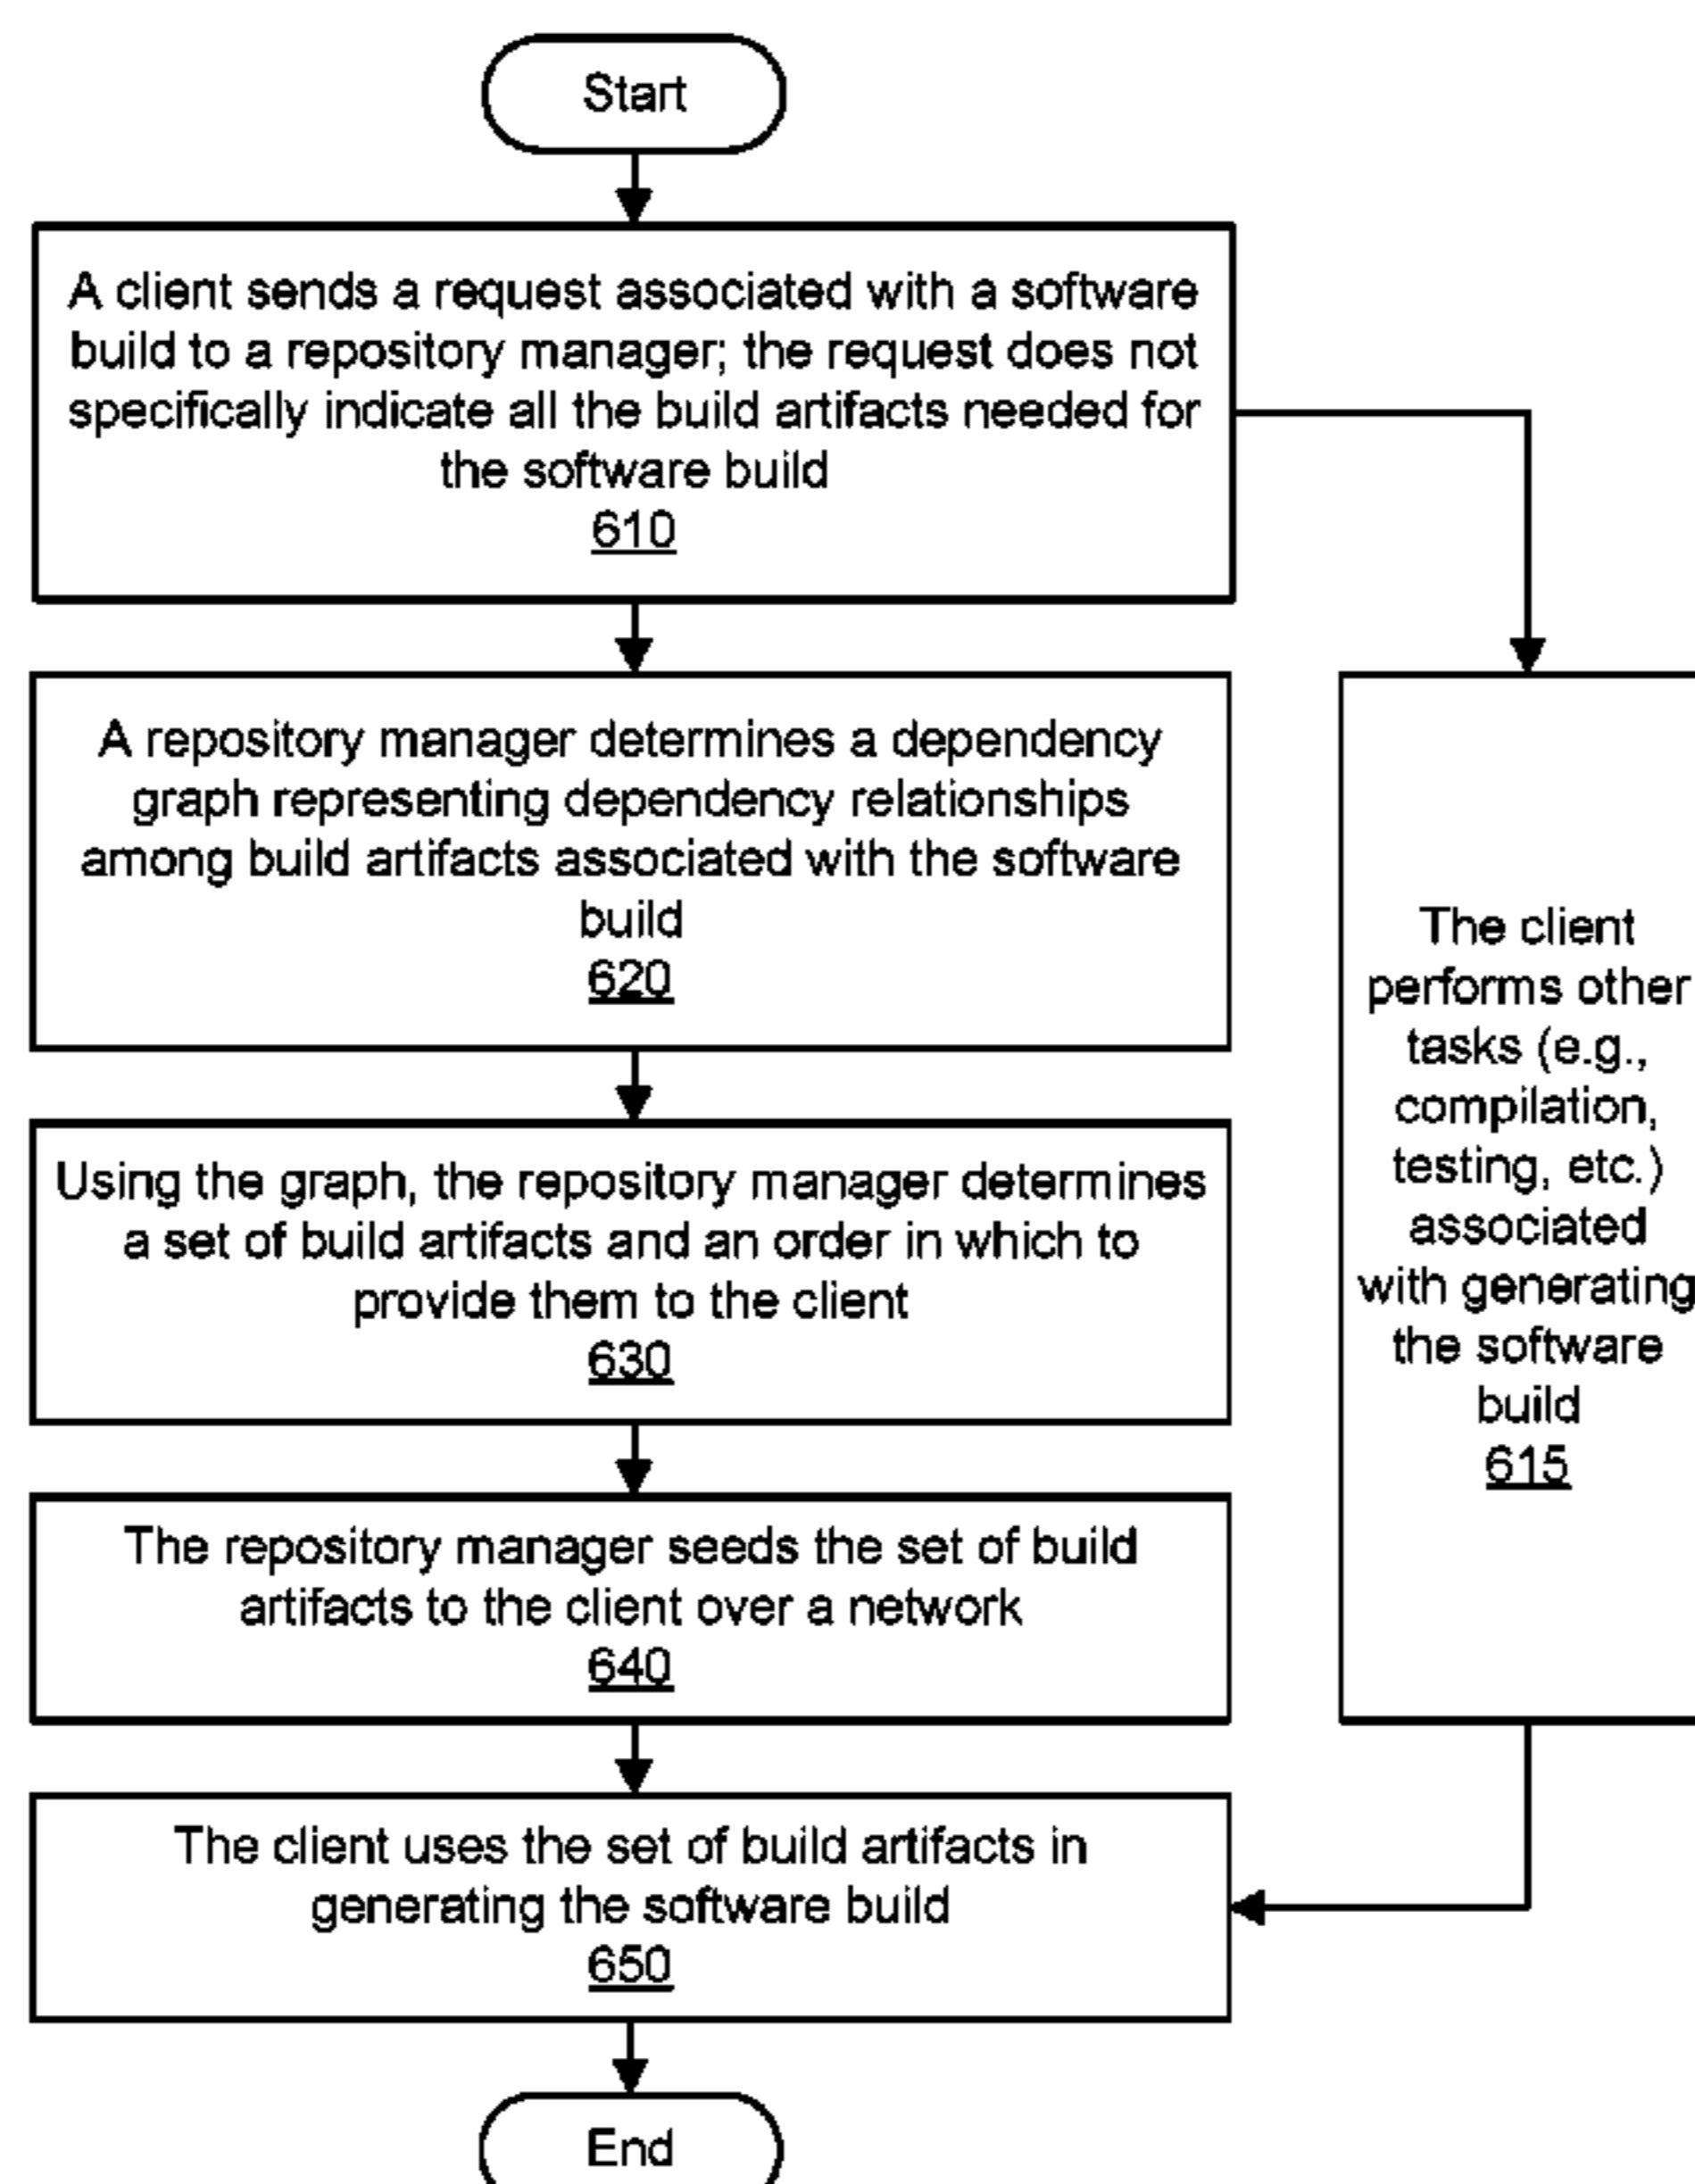 Start
A client sends a request associated with a software
build to a repository manager; the request does not
specifically indicate all the build artifacts needed for
the software build
610
A repository manager determines a dependency
graph representing dependency relationships
among build artifacts associated with the software
build
620
Using the graph, the repository manager determines
a set of build artifacts and an order in which to
provide them to the client
630
The repository manager seeds the set of build
artifacts to the client over a network
640
The client
performs other
tasks (e.g.,
compilation,
testing, etc.)
associated
with generating
the software
build
615
The client uses the set of build artifacts in
generating the software build
650
End